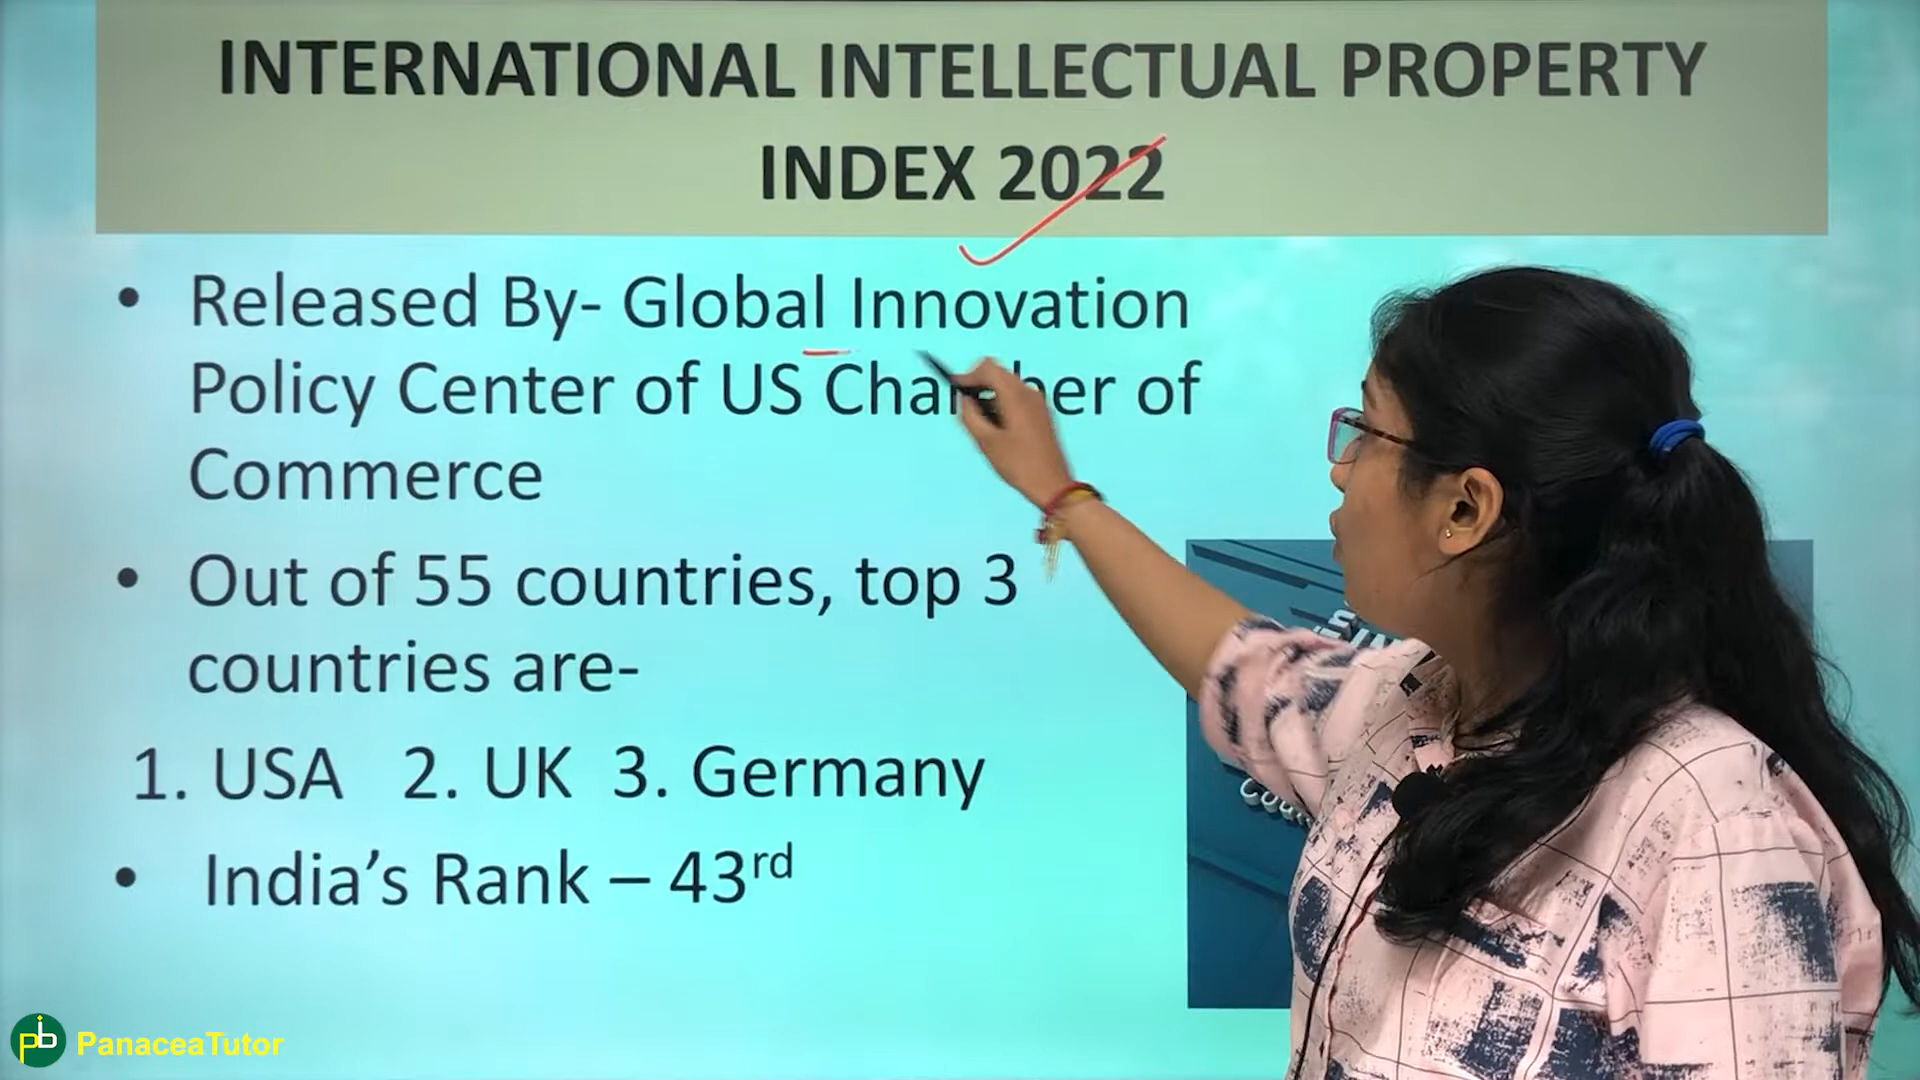 INTERNATIONAL INTELLECTUAL PROPERTY
INDEX 2022
• Released By- Global Innovation
Policy Center of US Chamber of
Commerce
• Out of 55 countries, top 3
countries are-
1. USA 2. UK 3. Germany
• India’s Rank – 43rd
PanaceaTutor